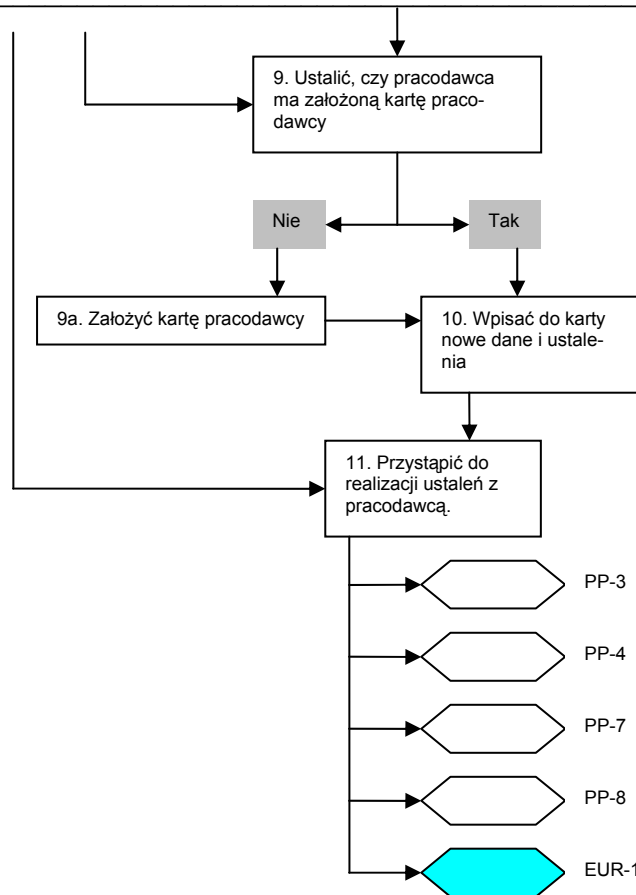 9. Ustalić, czy pracodawca
ma założoną kartę praco-
dawcy
Nie
Tak
9a. Założyć kartę pracodawcy
10. Wpisać do karty
nowe dane i ustale-
nia
11. Przystąpić do
realizacji ustaleń z
pracodawcą.
PP-3
PP-4
PP-7
PP-8
EUR-1